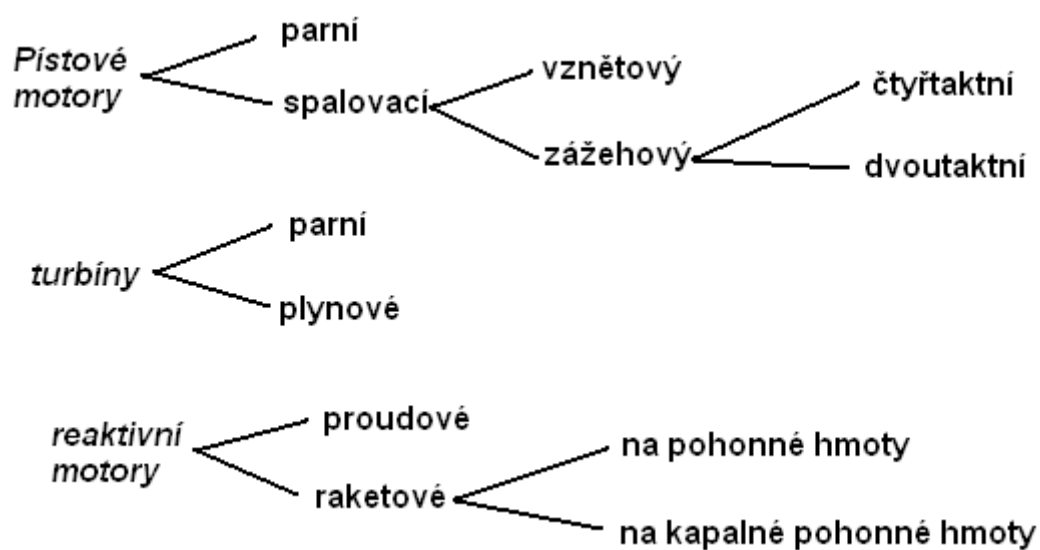 parní
Pístové
motory
spalovací
vznětový
zážehový
čtyřtaktní
dvoutaktní
parní
turbíny
plynové
reaktivní
motory
proudové
raketové
na pohonné hmoty
na kapalné pohonné hmoty